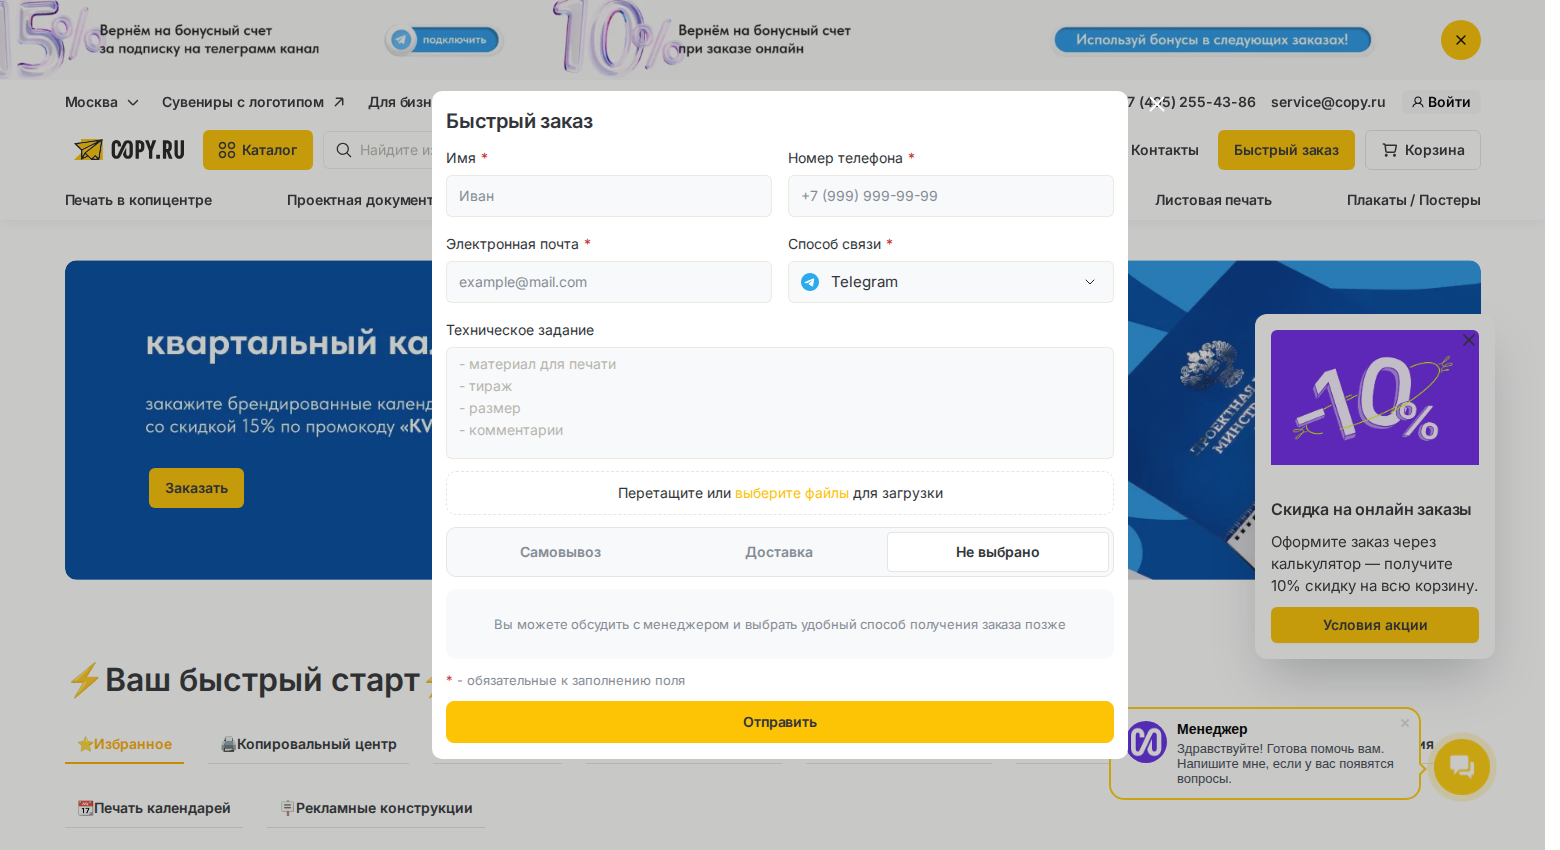 15%
Вернём на бонусный счет
за подписку на телеграмм канал
подключить
10%
Вернём на бонусный счет
при заказе онлайн
Используй бонусы в следующих заказах!
Москва
Сувениры с логотипом
Для бизн
7 (495) 255-43-86
service@copy.ru
Войти
COPY.RU
Каталог
Найдите из
Контакты
Быстрый заказ
Корзина
Печать в копицентре
Проектная документ
Листовая печать
Плакаты / Постеры
Быстрый заказ
Имя *
Иван
Номер телефона *
+7 (999) 999-99-99
Электронная почта *
example@mail.com
Способ связи *
Telegram
Техническое задание
- материал для печати
- тираж
- размер
- комментарии
Перетащите или выберите файлы для загрузки
Самовывоз
Доставка
Не выбрано
Вы можете обсудить с менеджером и выбрать удобный способ получения заказа позже
* - обязательные к заполнению поля
Отправить
квартальный кал
закажите брендированные календ
со скидкой 15% по промокоду «KV
Заказать
ПРОЕКТНАЯ
МИНСТР
-10%
Скидка на онлайн заказы
Оформите заказ через
калькулятор — получите
10% скидку на всю корзину.
Условия акции
Ваш быстрый старт
Избранное
Копировальный центр
ия
Печать календарей
Рекламные конструкции
Менеджер
Здравствуйте! Готова помочь вам.
Напишите мне, если у вас появятся
вопросы.